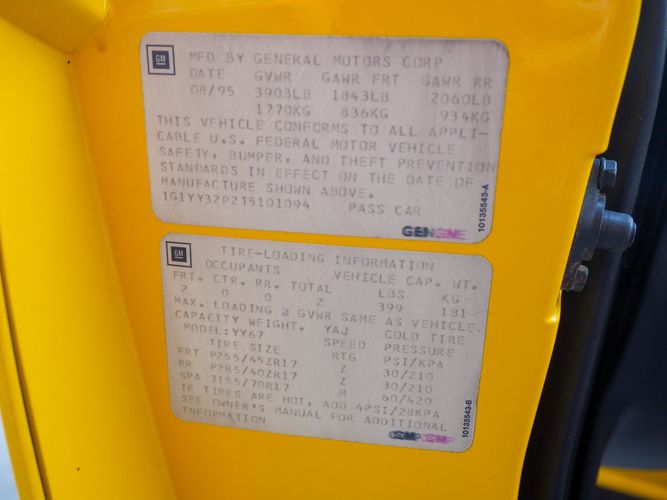 GM
MFD BY GENERAL MOTORS CORP
DATE GVWR GAWR FRT GAWR RR
08/95 3903LB 1843LB 2060LB
1770KG 836KG 934KG
THIS VEHICLE CONFORMS TO ALL APPLI-
CABLE U.S. FEDERAL MOTOR VEHICLE
SAFETY, BUMPER, AND THEFT PREVENTION
STANDARDS IN EFFECT ON THE DATE OF
MANUFACTURE SHOWN ABOVE.
1G1YY32P2T5101094 PASS CAR
10135543-A
GM
TIRE-LOADING INFORMATION
OCCUPANTS VEHICLE CAP. WT.
FRT. CTR. RR. TOTAL LBS KG
2 0 0 2 399 181
MAX. LOADING @ GVWR SAME AS VEHICLE
CAPACITY WEIGHT. YAJ COLD TIRE
MODEL:YY67 SPEED PRESSURE
TIRE SIZE RTG PSI/KPA
FRT P255/45ZR17 Z 30/210
RR P285/40ZR17 Z 30/210
SPA T155/70R17 M 60/420
IF TIRES ARE HOT, ADD 4PSI/28KPA
SEE OWNER'S MANUAL FOR ADDITIONAL
INFORMATION
10135543-B